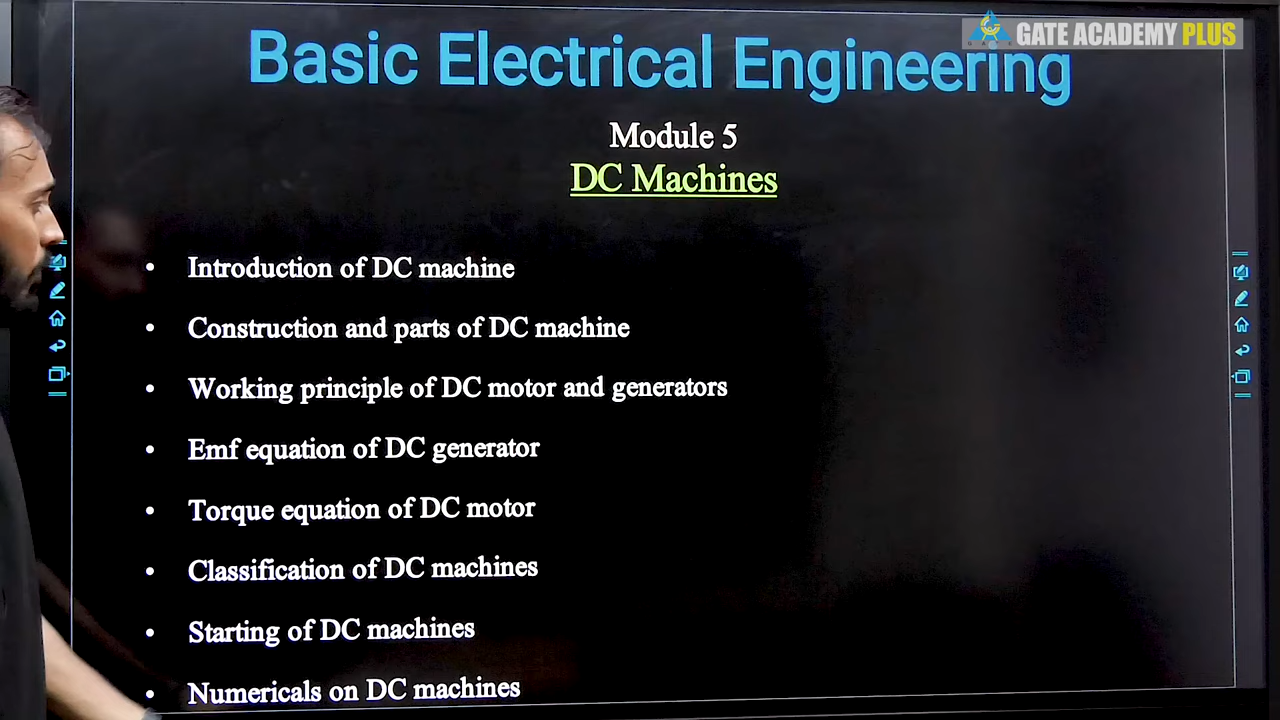 GATE ACADEMY PLUS
Basic Electrical Engineering
Module 5
DC Machines
• Introduction of DC machine
• Construction and parts of DC machine
• Working principle of DC motor and generators
• Emf equation of DC generator
• Torque equation of DC motor
• Classification of DC machines
• Starting of DC machines
• Numericals on DC machines